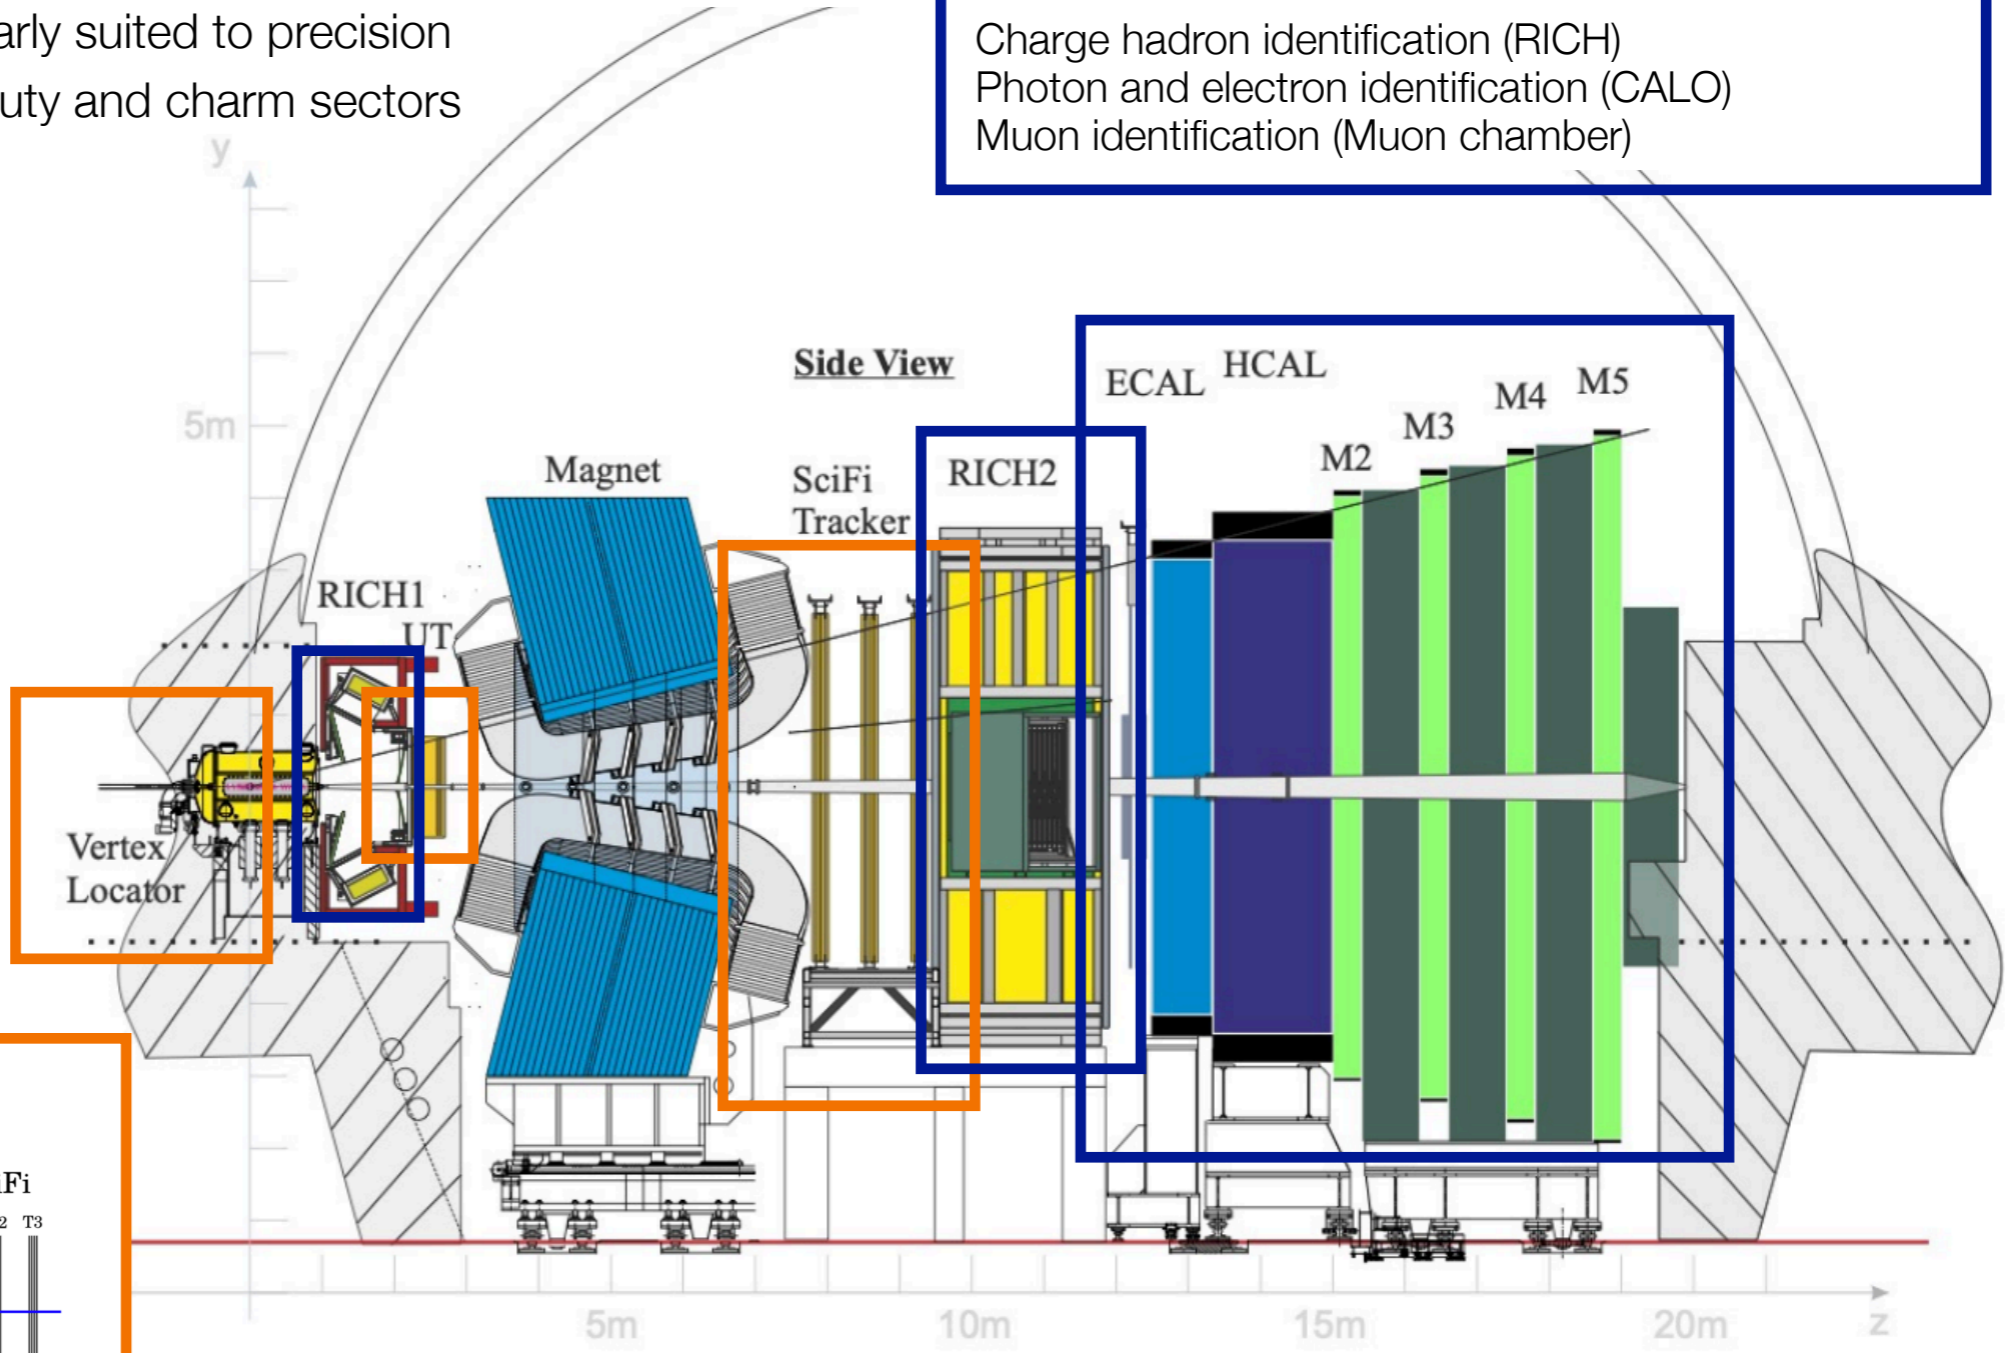 arly suited to precision
uty and charm sectors
Charge hadron identification (RICH)
Photon and electron identification (CALO)
Muon identification (Muon chamber)
y
5m
Side View
ECAL
HCAL
M2
M3
M4
M5
Magnet
SciFi
Tracker
RICH2
RICH1
UT
Vertex
Locator
Fi
2 T3
5m
10m
15m
20m
z